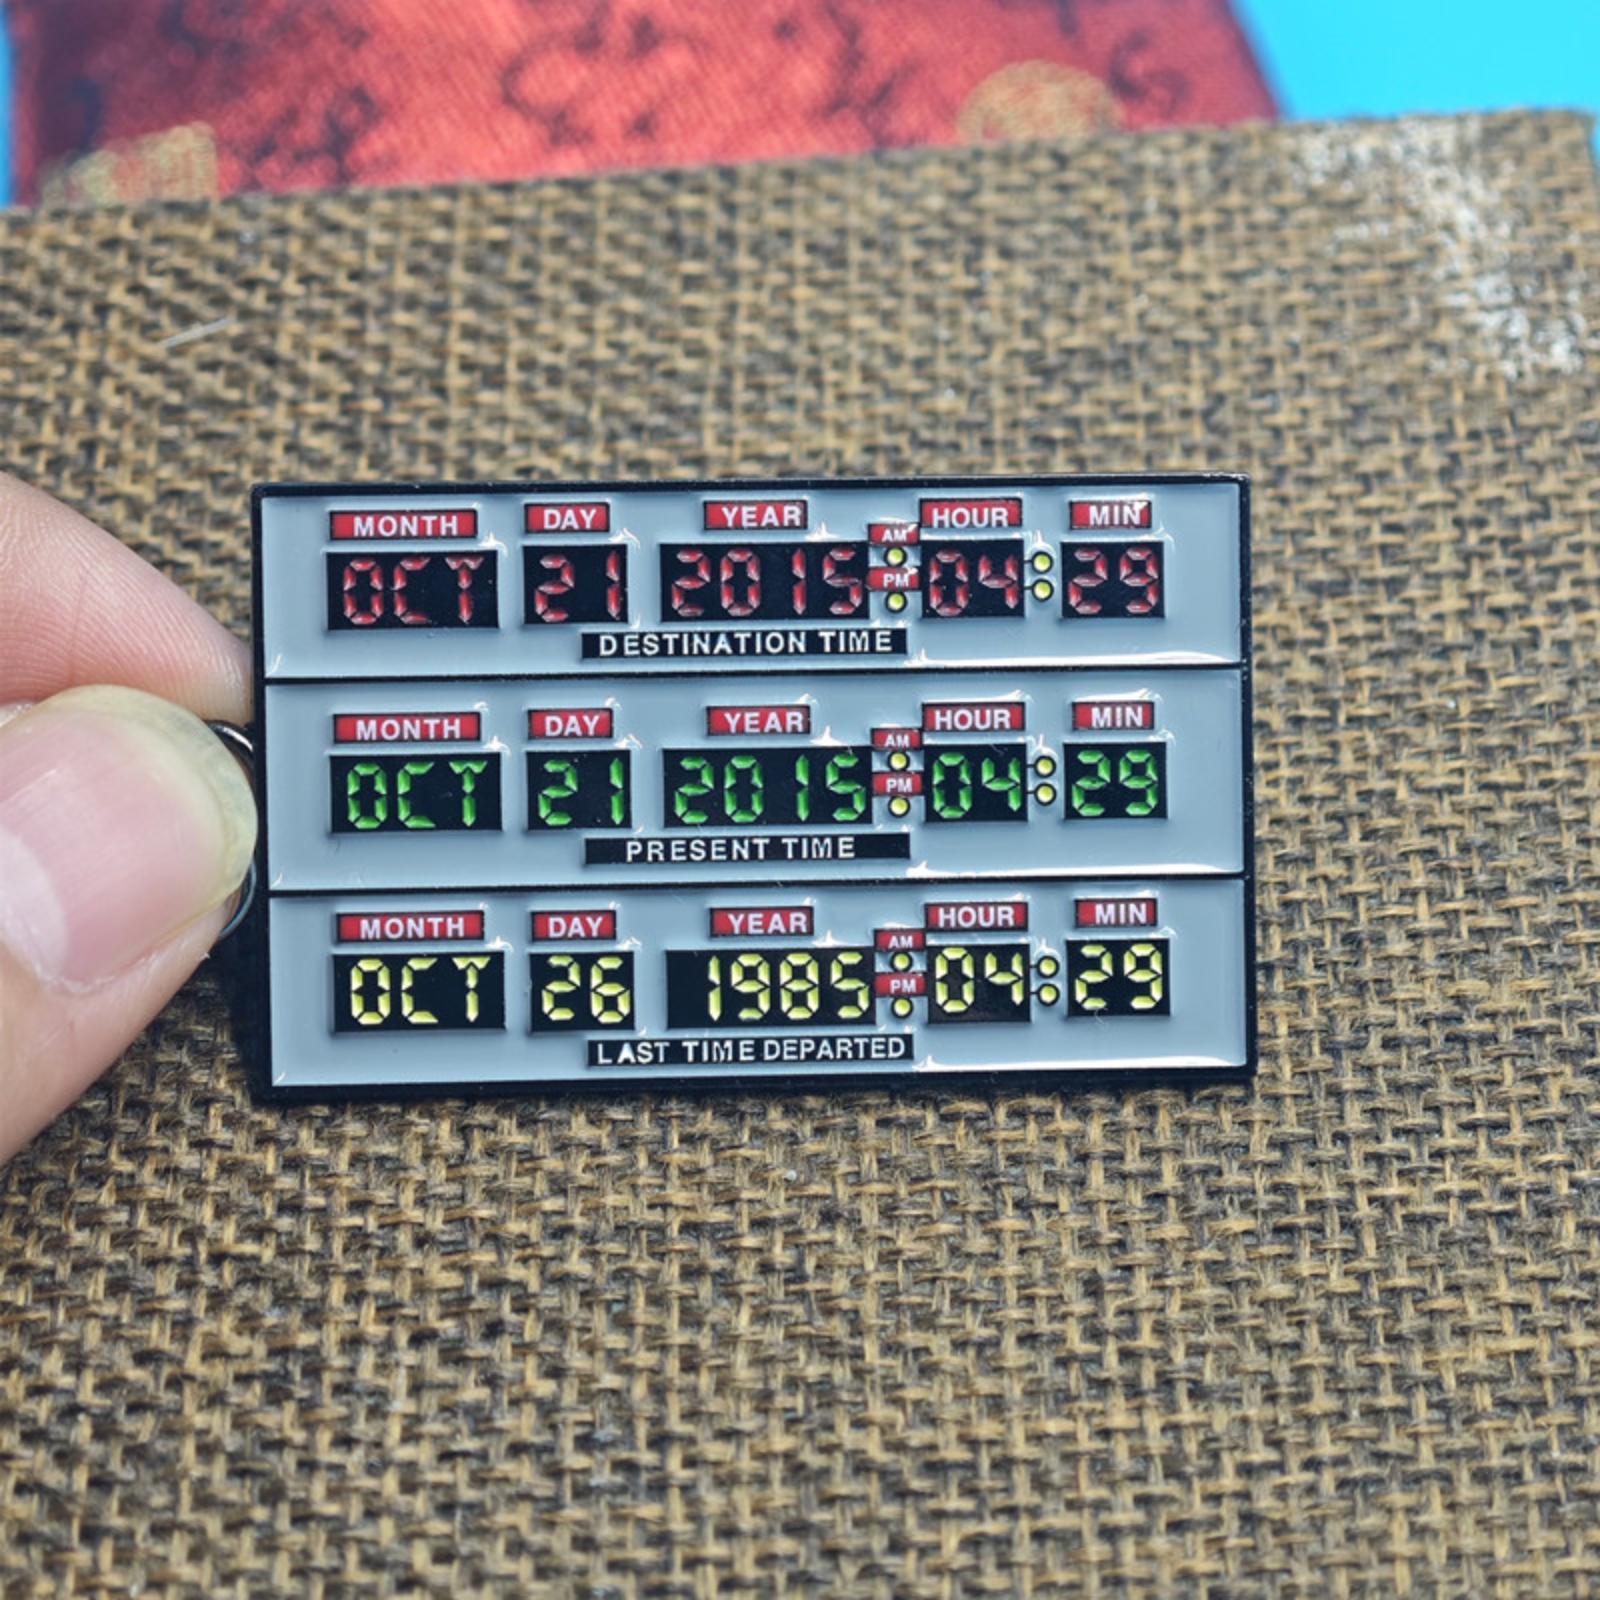 MONTH DAY YEAR AM HOUR MIN
OCT 21 2015 PM 04 29
DESTINATION TIME
MONTH DAY YEAR AM HOUR MIN
OCT 21 2015 PM 04 29
PRESENT TIME
MONTH DAY YEAR AM HOUR MIN
OCT 26 1985 PM 04 29
LAST TIME DEPARTED